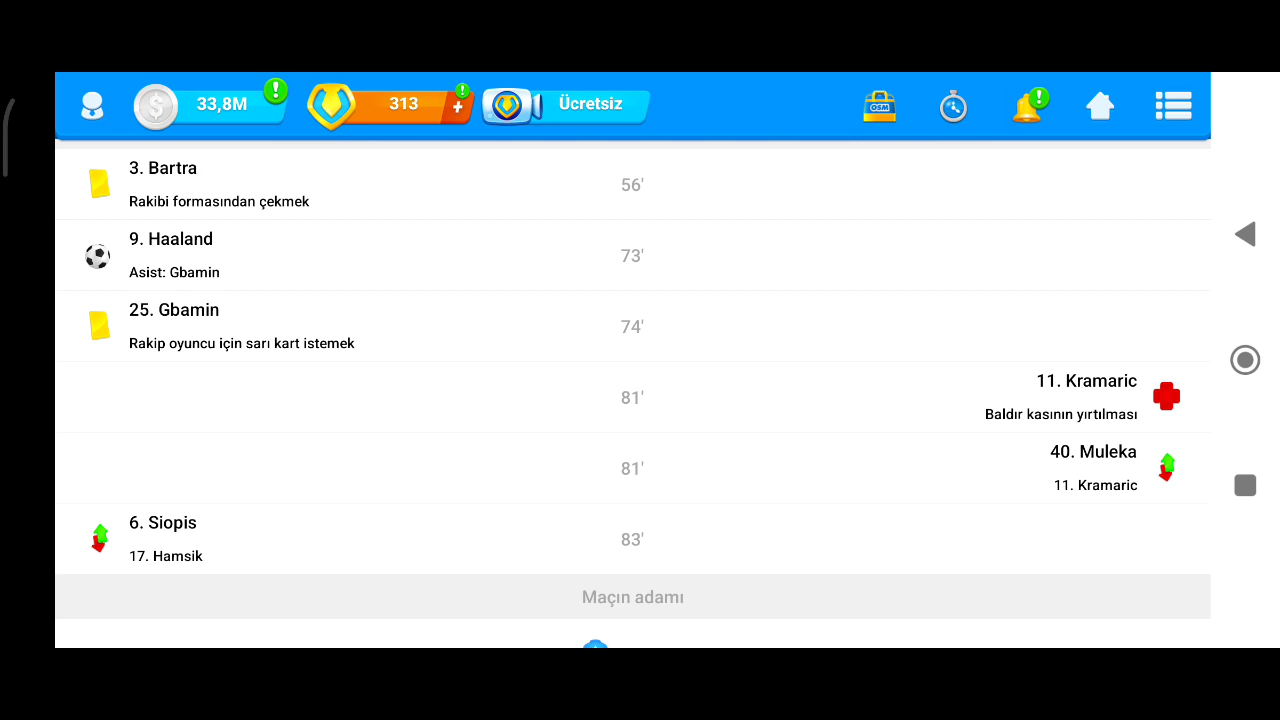 33,8M
313
+
Ücretsiz
OSM
3. Bartra
Rakibi formasından çekmek
56'
9. Haaland
Asist: Gbamin
73'
25. Gbamin
Rakip oyuncu için sarı kart istemek
74'
11. Kramaric
Baldır kasının yırtılması
81'
40. Muleka
11. Kramaric
81'
6. Siopis
17. Hamsik
83'
Maçın adamı